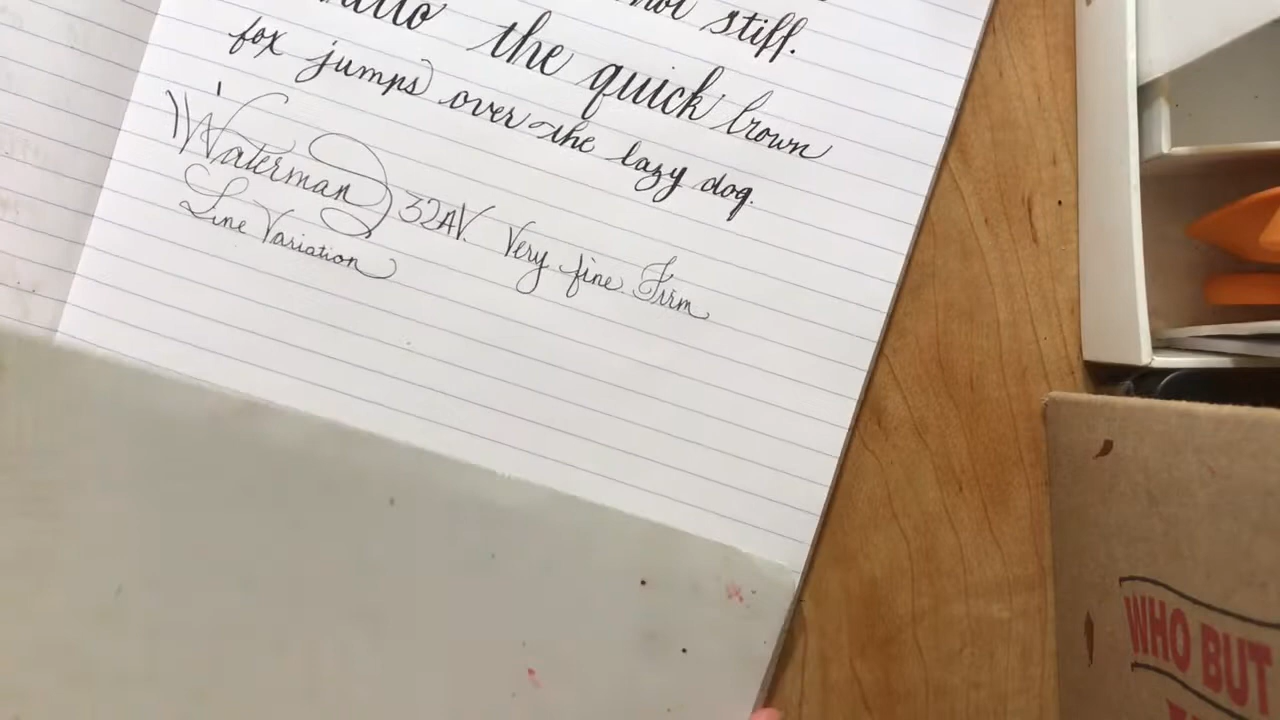 not stiff.
the quick brown
fox jumps over the lazy dog.
Waterman 32AV. Very fine. Firm
Line Variation
WHO BUT